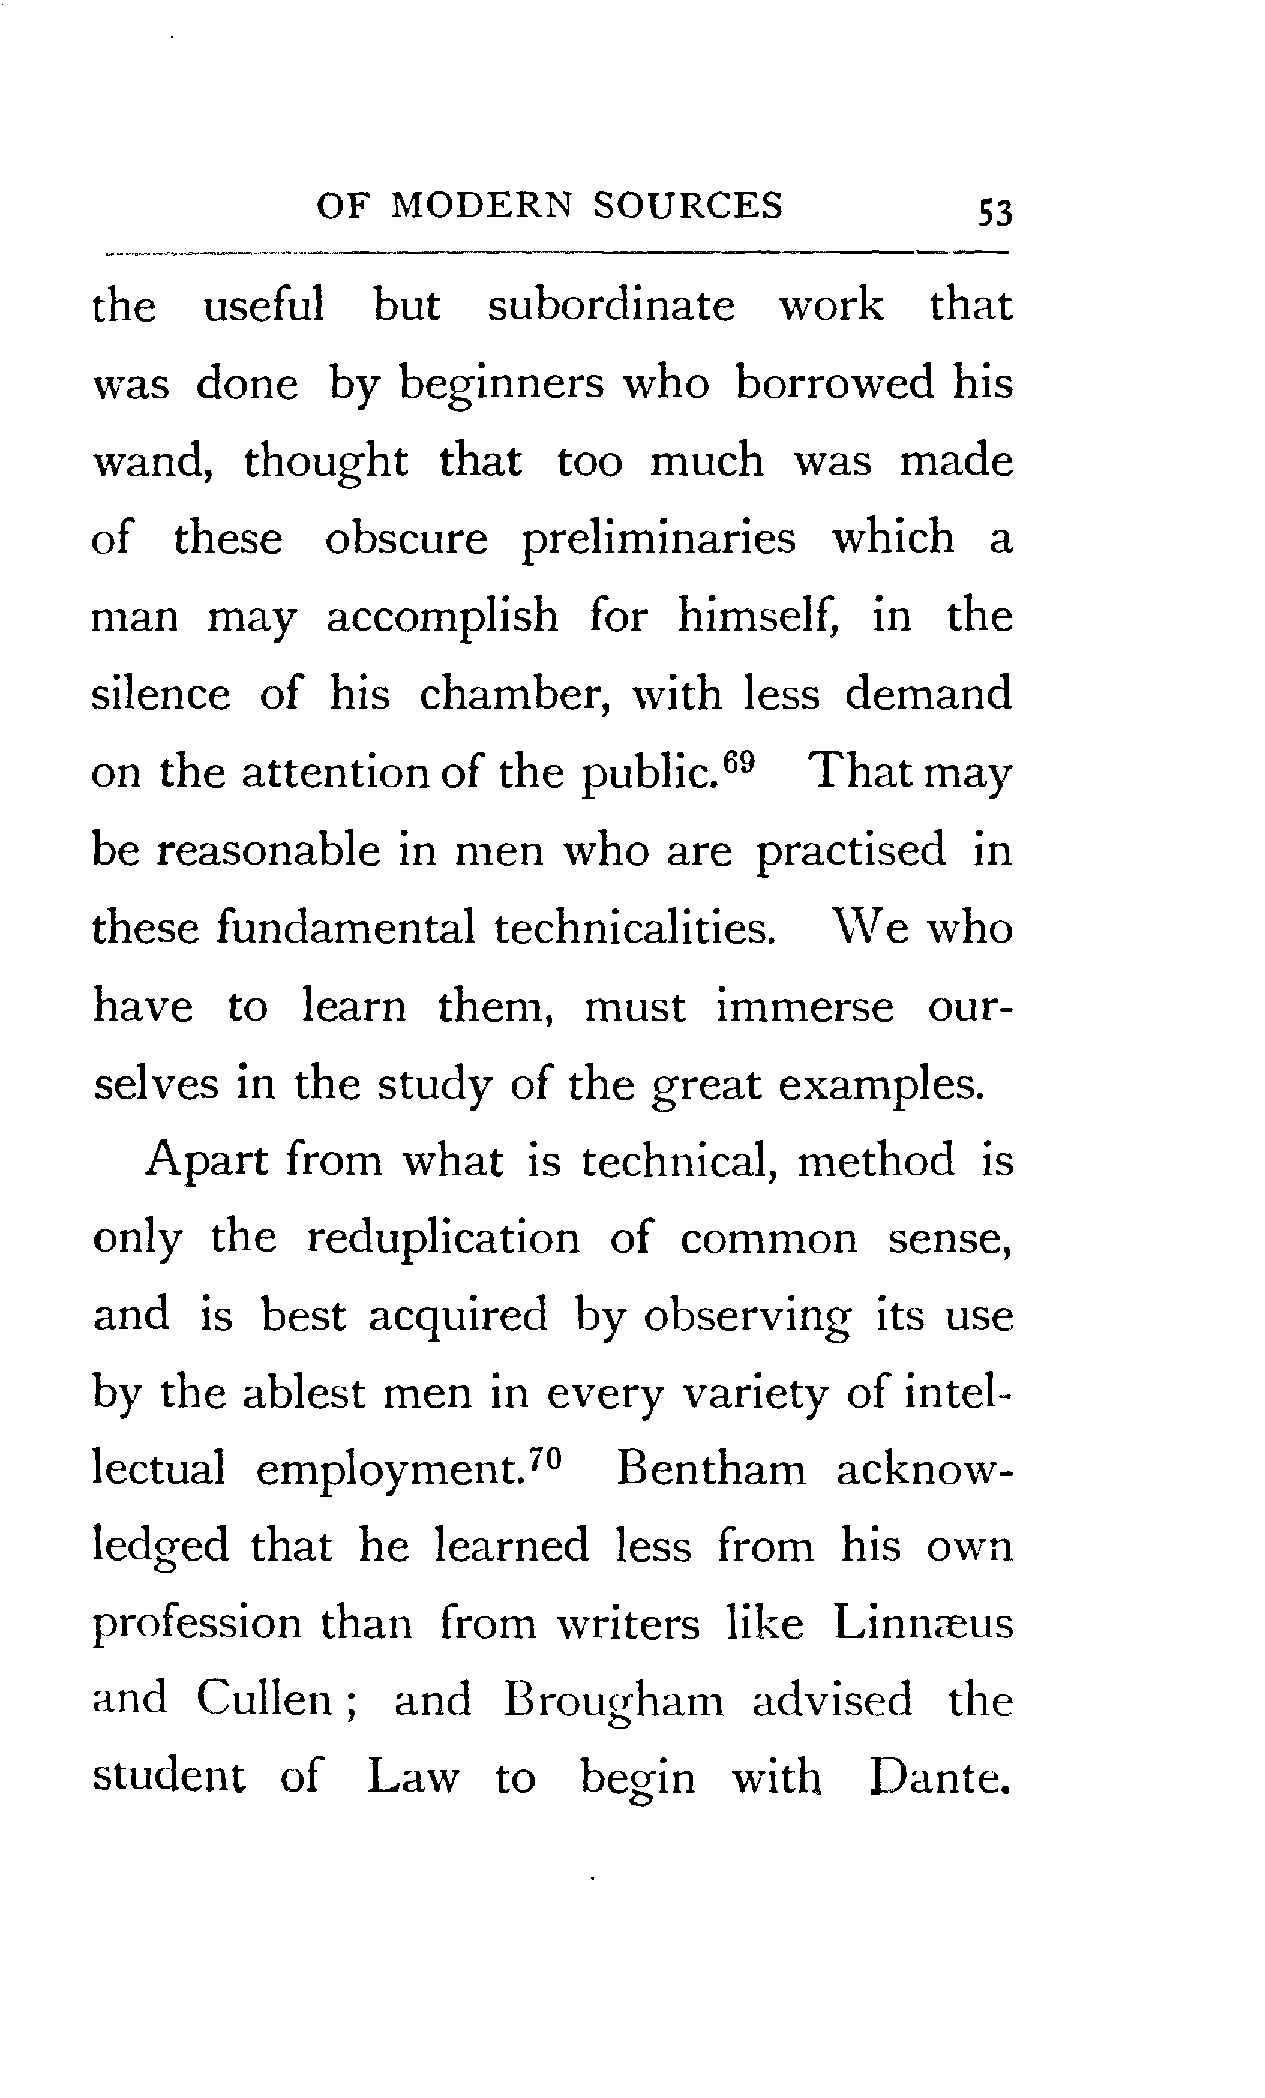 OF MODERN SOURCES 53
the useful but subordinate work that
was done by beginners who borrowed his
wand, thought that too much was made
of these obscure preliminaries which a
man may accomplish for himself, in the
silence of his chamber, with less demand
on the attention of the public.⁶⁹ That may
be reasonable in men who are practised in
these fundamental technicalities. We who
have to learn them, must immerse our-
selves in the study of the great examples.
Apart from what is technical, method is
only the reduplication of common sense,
and is best acquired by observing its use
by the ablest men in every variety of intel-
lectual employment.⁷⁰ Bentham acknow-
ledged that he learned less from his own
profession than from writers like Linnæus
and Cullen ; and Brougham advised the
student of Law to begin with Dante.